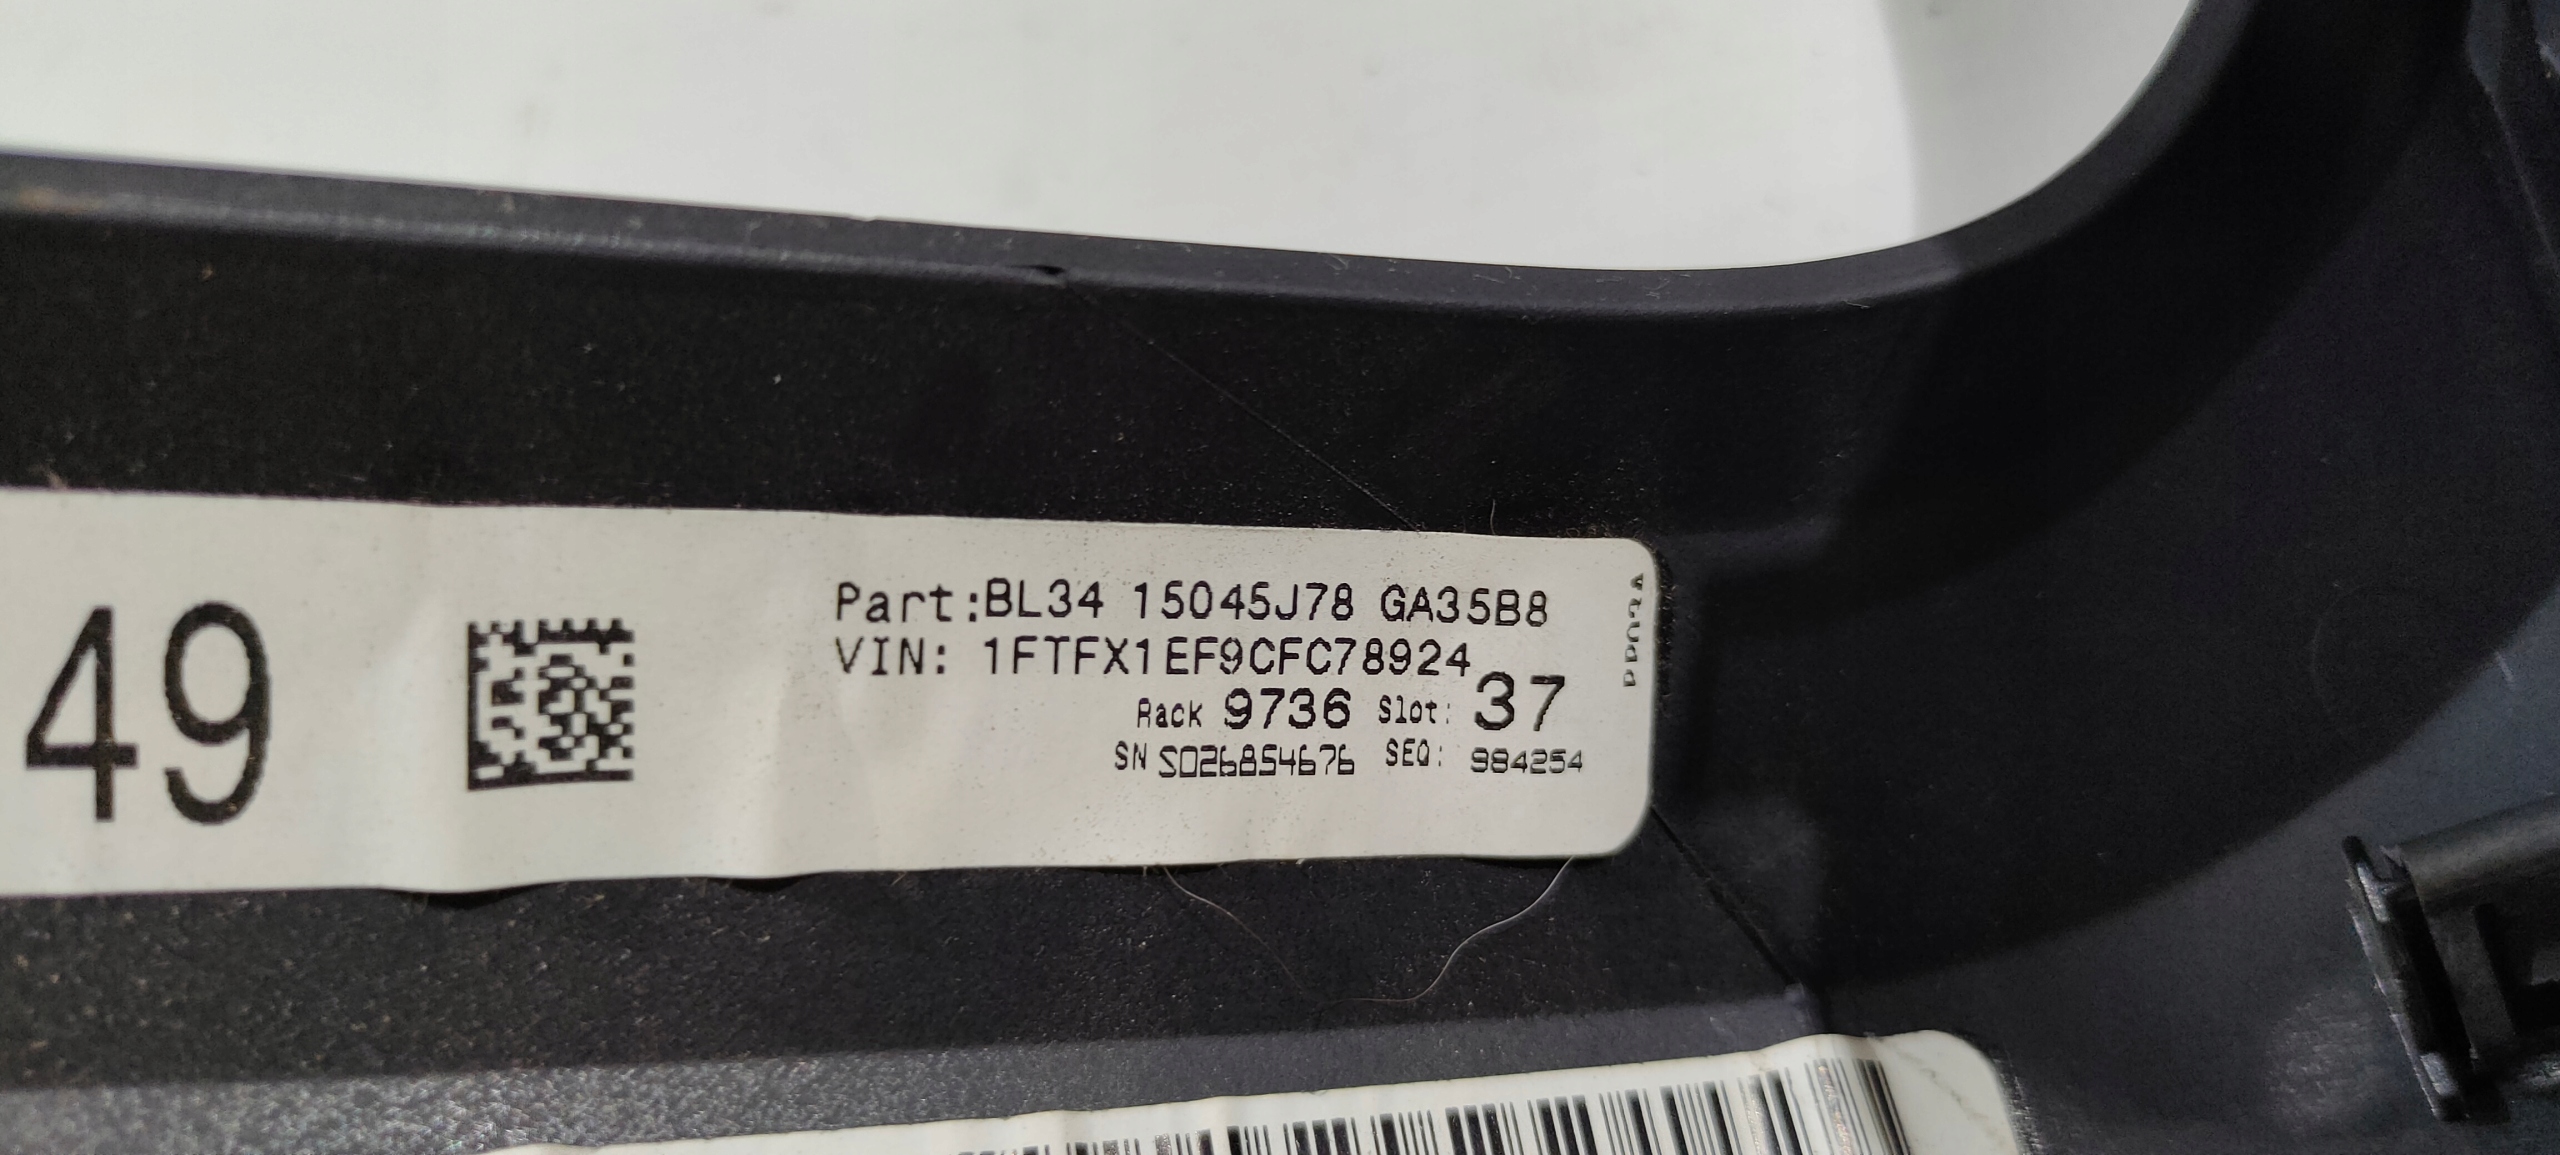 49
Part:BL34 15045J78 GA35B8
VIN: 1FTFX1EF9CFC78924
Rack 9736 Slot: 37
SN S026854676 SEQ: 984254